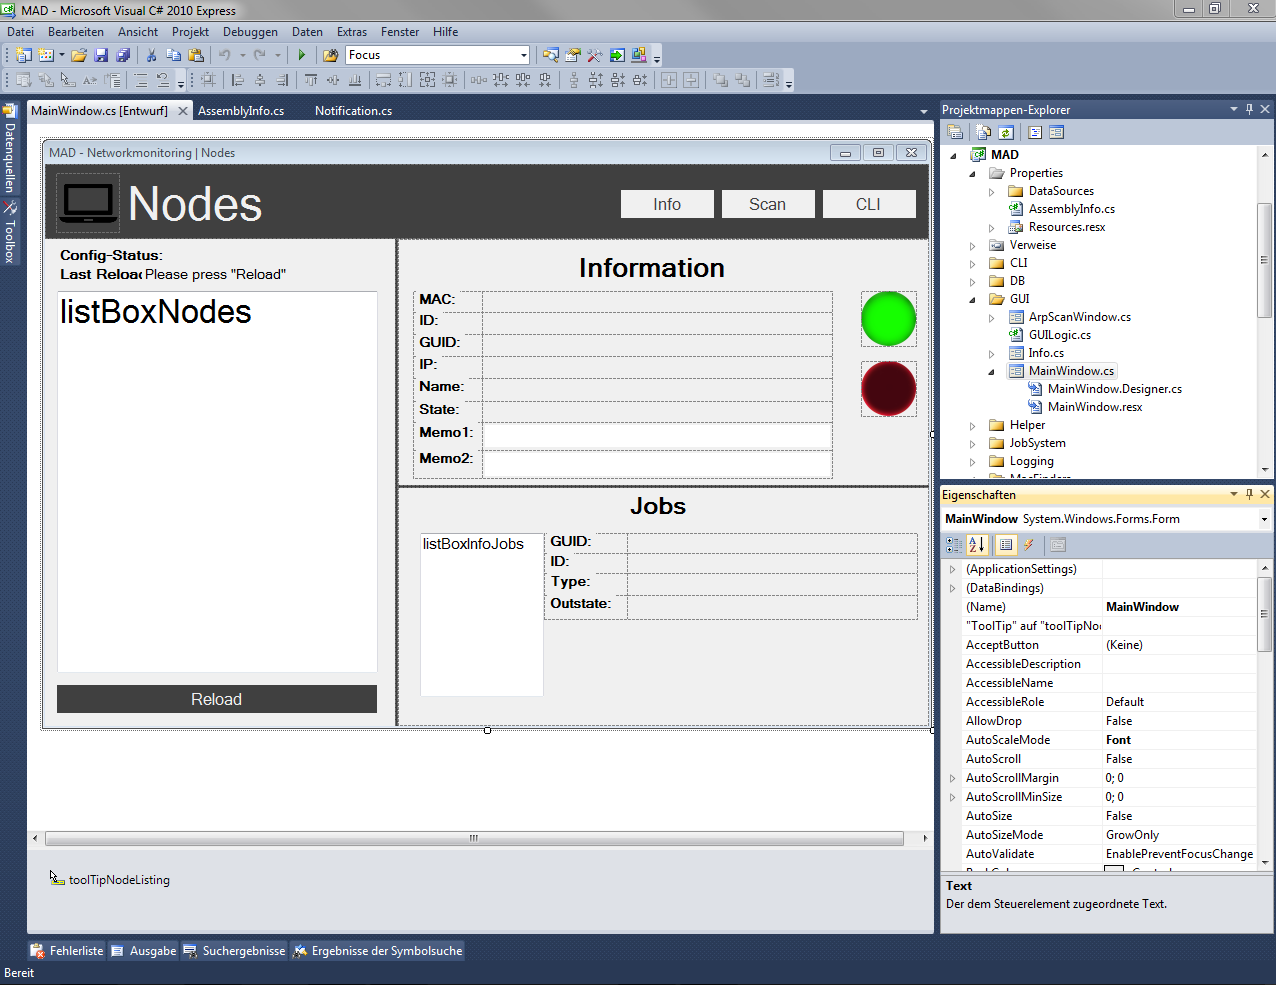 MAD - Microsoft Visual C# 2010 Express
Datei Bearbeiten Ansicht Projekt Debuggen Daten Extras Fenster Hilfe
Focus
Datenquellen
Toolbox
MainWindow.cs [Entwurf] AssemblyInfo.cs Notification.cs
MAD - Networkmonitoring | Nodes
Nodes
Info Scan CLI
Config-Status:
Last Reload Please press "Reload"
listBoxNodes
Reload
Information
MAC:
ID:
GUID:
IP:
Name:
State:
Memo1:
Memo2:
Jobs
listBoxInfoJobs
GUID:
ID:
Type:
Outstate:
toolTipNodeListing
Projektmappen-Explorer
MAD
Properties
DataSources
AssemblyInfo.cs
Resources.resx
Verweise
CLI
DB
GUI
ArpScanWindow.cs
GUILogic.cs
Info.cs
MainWindow.cs
MainWindow.Designer.cs
MainWindow.resx
Helper
JobSystem
Logging
Eigenschaften
MainWindow System.Windows.Forms.Form
(ApplicationSettings)
(DataBindings)
(Name) MainWindow
"ToolTip" auf "toolTipNo
AcceptButton (Keine)
AccessibleDescription
AccessibleName
AccessibleRole Default
AllowDrop False
AutoScaleMode Font
AutoScroll False
AutoScrollMargin 0; 0
AutoScrollMinSize 0; 0
AutoSize False
AutoSizeMode GrowOnly
AutoValidate EnablePreventFocusChange
Text
Der dem Steuerelement zugeordnete Text.
Fehlerliste Ausgabe Suchergebnisse Ergebnisse der Symbolsuche
Bereit